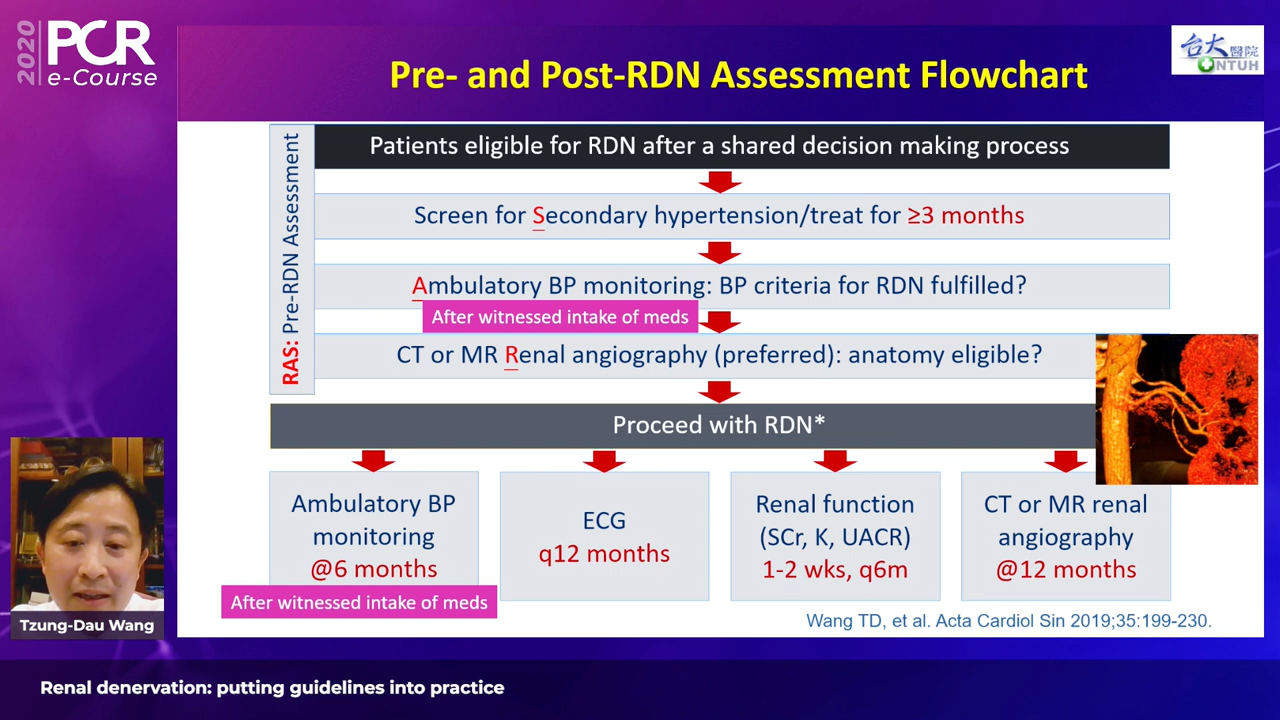 2020
PCR
e-Course
台大醫院
NTUH
Pre- and Post-RDN Assessment Flowchart
RAS: Pre-RDN Assessment
Patients eligible for RDN after a shared decision making process
Screen for Secondary hypertension/treat for ≥3 months
Ambulatory BP monitoring: BP criteria for RDN fulfilled?
After witnessed intake of meds
CT or MR Renal angiography (preferred): anatomy eligible?
Proceed with RDN*
Ambulatory BP
monitoring
@6 months
After witnessed intake of meds
ECG
q12 months
Renal function
(SCr, K, UACR)
1-2 wks, q6m
CT or MR renal
angiography
@12 months
Wang TD, et al. Acta Cardiol Sin 2019;35:199-230.
Tzung-Dau Wang
Renal denervation: putting guidelines into practice